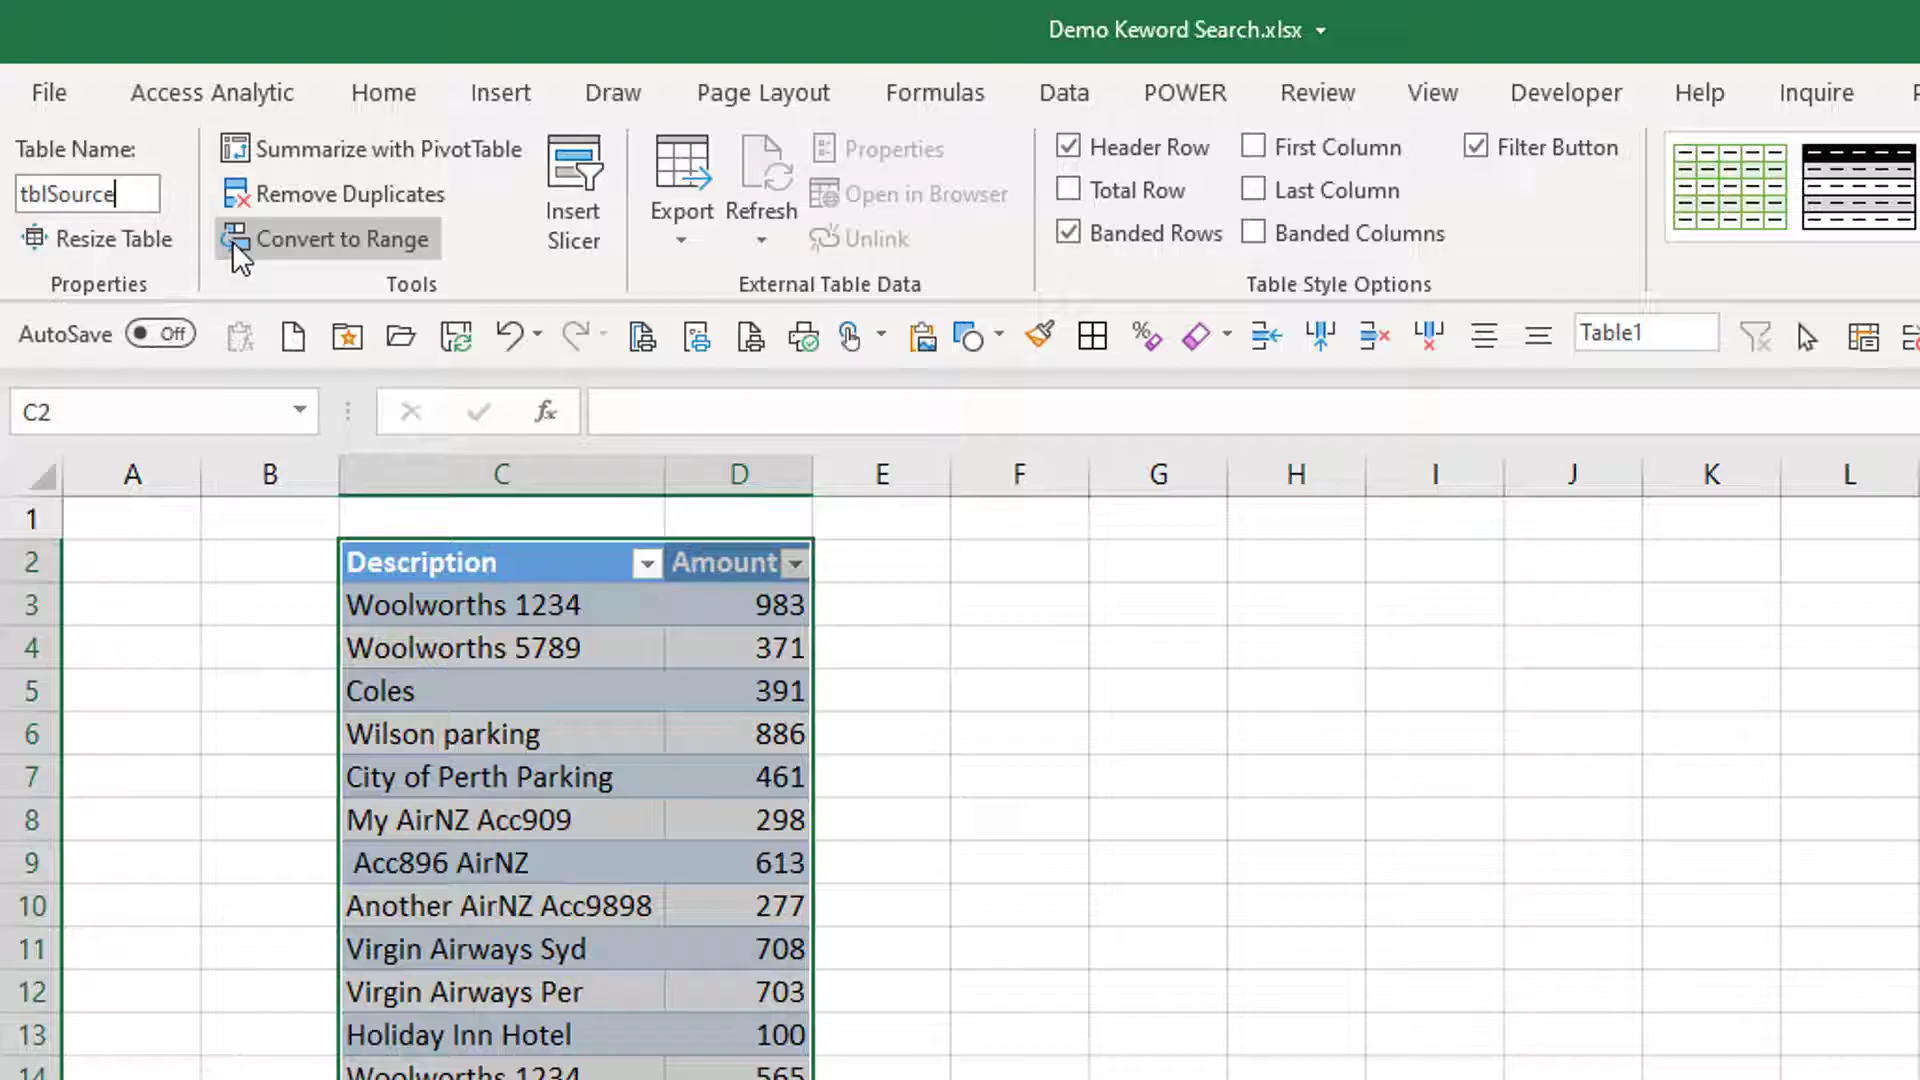 Demo Keword Search.xlsx
File Access Analytic Home Insert Draw Page Layout Formulas Data POWER Review View Developer Help Inquire
Table Name:
tblSource
Resize Table
Properties
Summarize with PivotTable
Remove Duplicates
Convert to Range
Tools
Insert
Slicer
Export
Refresh
Properties
Open in Browser
Unlink
External Table Data
Header Row
Total Row
Banded Rows
First Column
Last Column
Banded Columns
Filter Button
Table Style Options
AutoSave Off
Table1
C2
fx
A B C D E F G H I J K L
1
2 Description Amount
3 Woolworths 1234 983
4 Woolworths 5789 371
5 Coles 391
6 Wilson parking 886
7 City of Perth Parking 461
8 My AirNZ Acc909 298
9 Acc896 AirNZ 613
10 Another AirNZ Acc9898 277
11 Virgin Airways Syd 708
12 Virgin Airways Per 703
13 Holiday Inn Hotel 100
14 Woolworths 1234 565